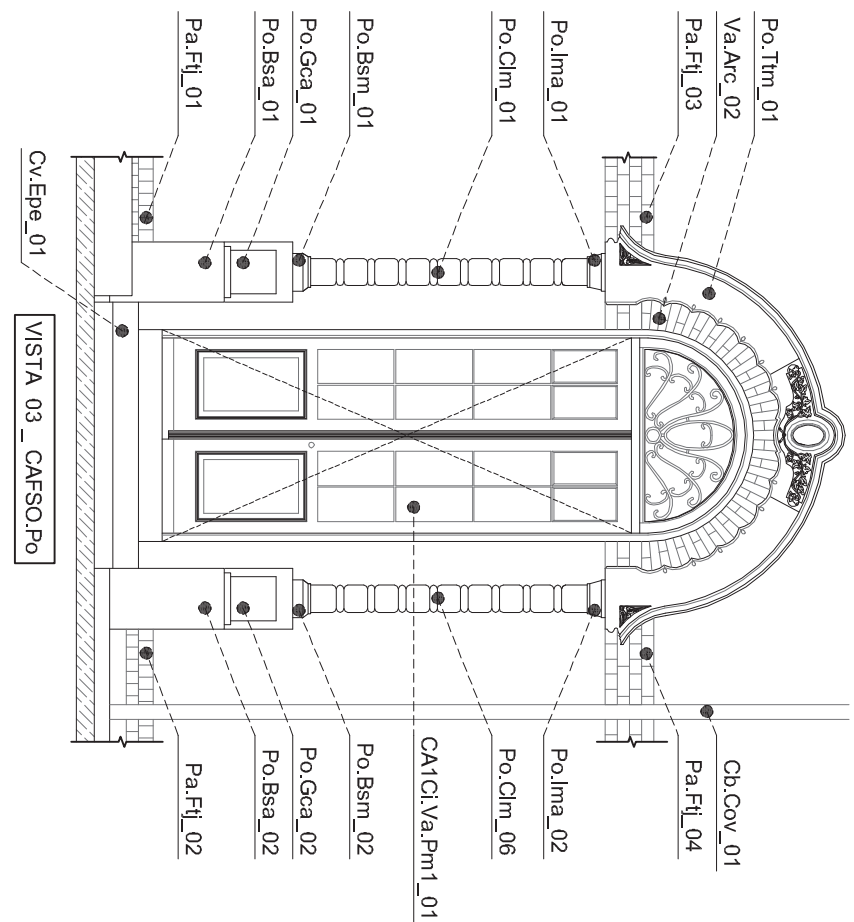 Po.Ttm_01
Va.Arc_02
Pa.Ftj_03
Po.Ima_01
Po.Clm_01
Po.Bsm_01
Po.Gca_01
Po.Bsa_01
Pa.Ftj_01
Cv.Epe_01
Cb.Cov_01
Pa.Ftj_04
Po.Ima_02
Po.Clm_06
CA1Ci.Va.Pm1_01
Po.Bsm_02
Po.Gca_02
Po.Bsa_02
Pa.Ftj_02
VISTA 03 _ CAFSO.Po